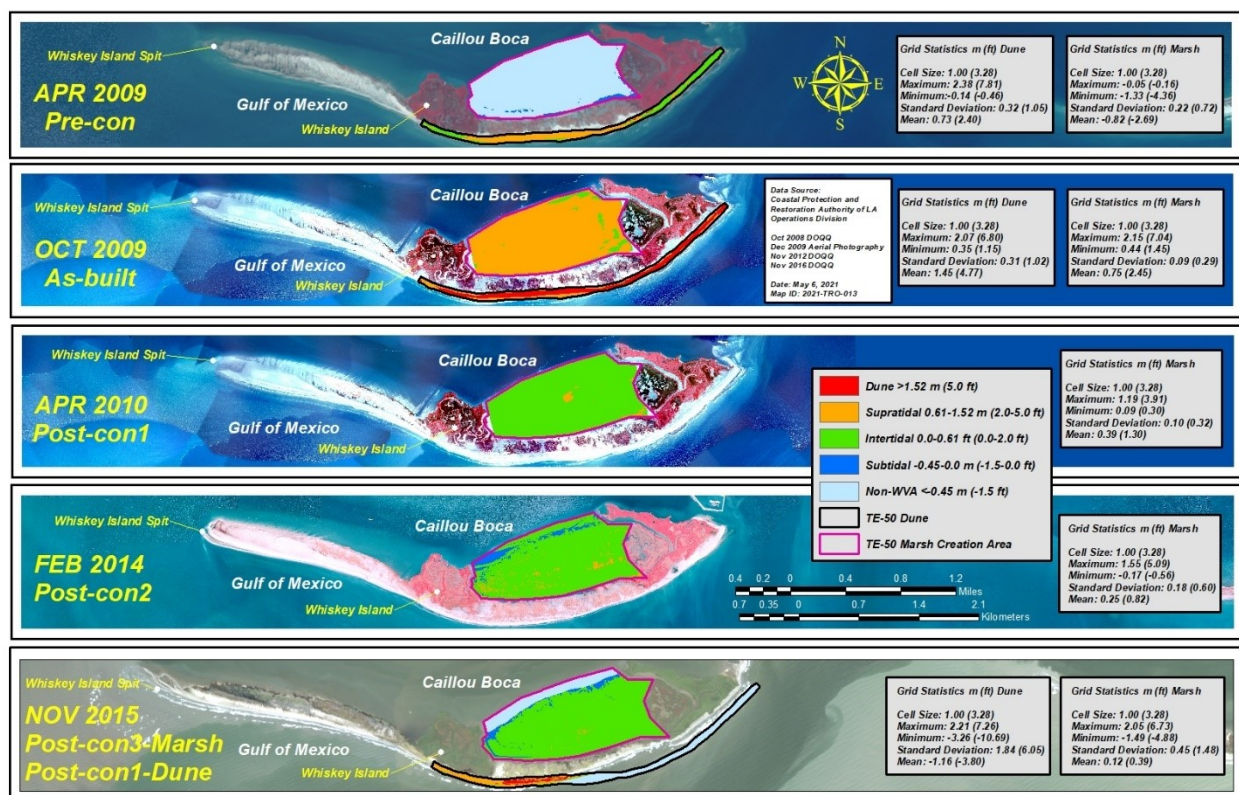 Whiskey Island Spit
Caillou Boca
APR 2009
Pre-con
Gulf of Mexico
Whiskey Island
N
W E
S
Grid Statistics m (ft) Dune
Cell Size: 1.00 (3.28)
Maximum: 2.38 (7.81)
Minimum:-0.14 (-0.46)
Standard Deviation: 0.32 (1.05)
Mean: 0.73 (2.40)
Grid Statistics m (ft) Marsh
Cell Size: 1.00 (3.28)
Maximum: -0.05 (-0.16)
Minimum: -1.33 (-4.36)
Standard Deviation: 0.22 (0.72)
Mean: -0.82 (-2.69)
Whiskey Island Spit
Caillou Boca
OCT 2009
As-built
Gulf of Mexico
Whiskey Island
Data Source:
Coastal Protection and
Restoration Authority of LA
Operations Division
Oct 2008 DOQQ
Dec 2009 Aerial Photography
Nov 2012 DOQQ
Nov 2016 DOQQ
Date: May 6, 2021
Map ID: 2021-TRO-013
Grid Statistics m (ft) Dune
Cell Size: 1.00 (3.28)
Maximum: 2.07 (6.80)
Minimum: 0.35 (1.15)
Standard Deviation: 0.31 (1.02)
Mean: 1.45 (4.77)
Grid Statistics m (ft) Marsh
Cell Size: 1.00 (3.28)
Maximum: 2.15 (7.04)
Minimum: 0.44 (1.45)
Standard Deviation: 0.09 (0.29)
Mean: 0.75 (2.45)
Whiskey Island Spit
Caillou Boca
APR 2010
Post-con1
Gulf of Mexico
Whiskey Island
Grid Statistics m (ft) Marsh
Cell Size: 1.00 (3.28)
Maximum: 1.19 (3.91)
Minimum: 0.09 (0.30)
Standard Deviation: 0.10 (0.32)
Mean: 0.39 (1.30)
Dune >1.52 m (5.0 ft)
Supratidal 0.61-1.52 m (2.0-5.0 ft)
Intertidal 0.0-0.61 ft (0.0-2.0 ft)
Subtidal -0.45-0.0 m (-1.5-0.0 ft)
Non-WVA <-0.45 m (-1.5 ft)
TE-50 Dune
TE-50 Marsh Creation Area
Whiskey Island Spit
Caillou Boca
FEB 2014
Post-con2
Gulf of Mexico
Whiskey Island
0.4 0.2 0 0.4 0.8 1.2
Miles
0.7 0.35 0 0.7 1.4 2.1
Kilometers
Grid Statistics m (ft) Marsh
Cell Size: 1.00 (3.28)
Maximum: 1.55 (5.09)
Minimum: -0.17 (-0.56)
Standard Deviation: 0.18 (0.60)
Mean: 0.25 (0.82)
Whiskey Island Spit
Caillou Boca
NOV 2015
Post-con3-Marsh
Post-con1-Dune
Gulf of Mexico
Whiskey Island
Grid Statistics m (ft) Dune
Cell Size: 1.00 (3.28)
Maximum: 2.21 (7.26)
Minimum: -3.26 (-10.69)
Standard Deviation: 1.84 (6.05)
Mean: -1.16 (-3.80)
Grid Statistics m (ft) Marsh
Cell Size: 1.00 (3.28)
Maximum: 2.05 (6.73)
Minimum: -1.49 (-4.88)
Standard Deviation: 0.45 (1.48)
Mean: 0.12 (0.39)